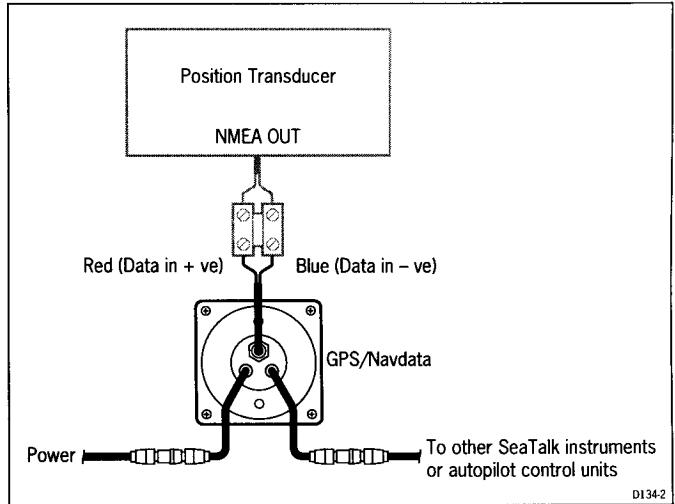 Position Transducer
NMEA OUT
Red (Data in + ve)
Blue (Data in – ve)
GPS/Navdata
Power
To other SeaTalk instruments
or autopilot control units
D134-2